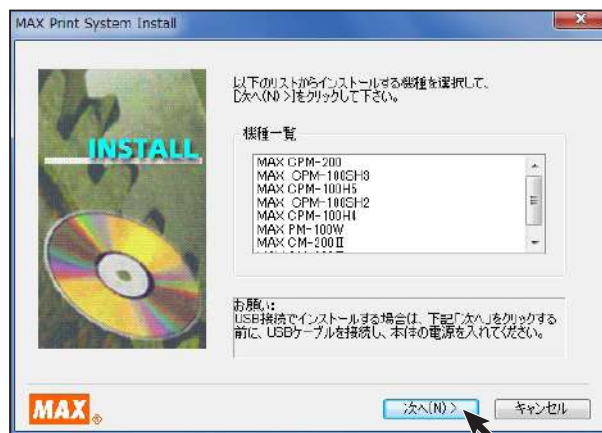 MAX Print System Install
以下のリストからインストールする機種を選択して、
[次へ(N) >]をクリックして下さい。
INSTALL
機種一覧
MAX CPM-200
MAX CPM-100SH3
MAX CPM-100H5
MAX CPM-100SH2
MAX CPM-100H4
MAX PM-100W
MAX CM-200Ⅱ
お願い:
USB接続でインストールする場合は、下記「次へ」をクリックする
前に、USBケーブルを接続し、本体の電源を入れてください。
MAX®
次へ(N) >
キャンセル